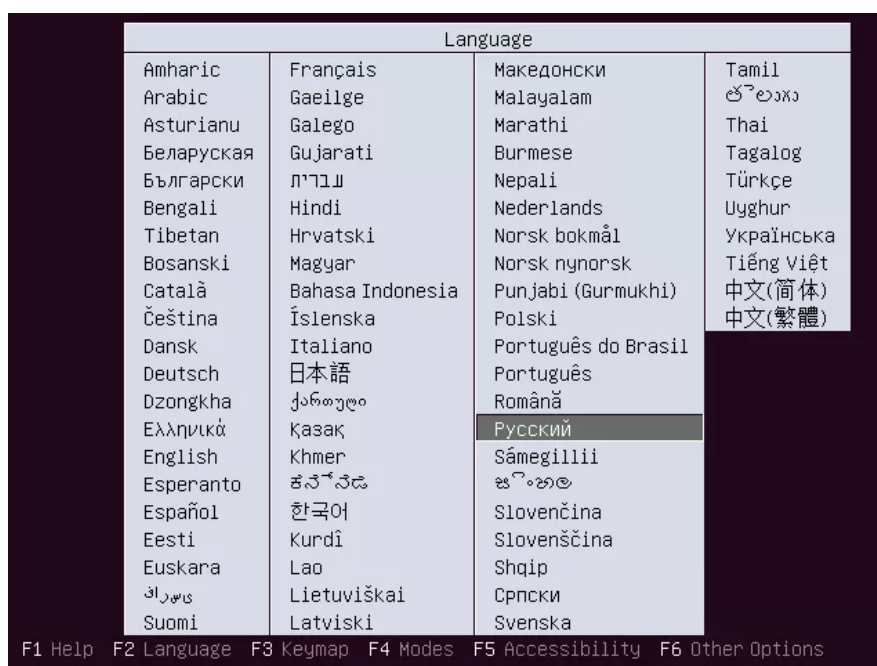 Language
Amharic
Arabic
Asturianu
Беларуская
Български
Bengali
Tibetan
Bosanski
Català
Čeština
Dansk
Deutsch
Dzongkha
Ελληνικά
English
Esperanto
Español
Eesti
Euskara
Suomi
Français
Gaeilge
Galego
Gujarati
עברית
Hindi
Hrvatski
Magyar
Bahasa Indonesia
Íslenska
Italiano
日本語
ქართული
Қазақ
Khmer
한국어
Kurdî
Lao
Lietuviškai
Latviski
Македонски
Malayalam
Marathi
Burmese
Nepali
Nederlands
Norsk bokmål
Norsk nynorsk
Punjabi (Gurmukhi)
Polski
Português do Brasil
Português
Română
Русский
Sámegillii
Slovenčina
Slovenščina
Shqip
Српски
Svenska
Tamil
Thai
Tagalog
Türkçe
Uyghur
Українська
Tiếng Việt
中文(简体)
中文(繁體)
F1 Help F2 Language F3 Keymap F4 Modes F5 Accessibility F6 Other Options